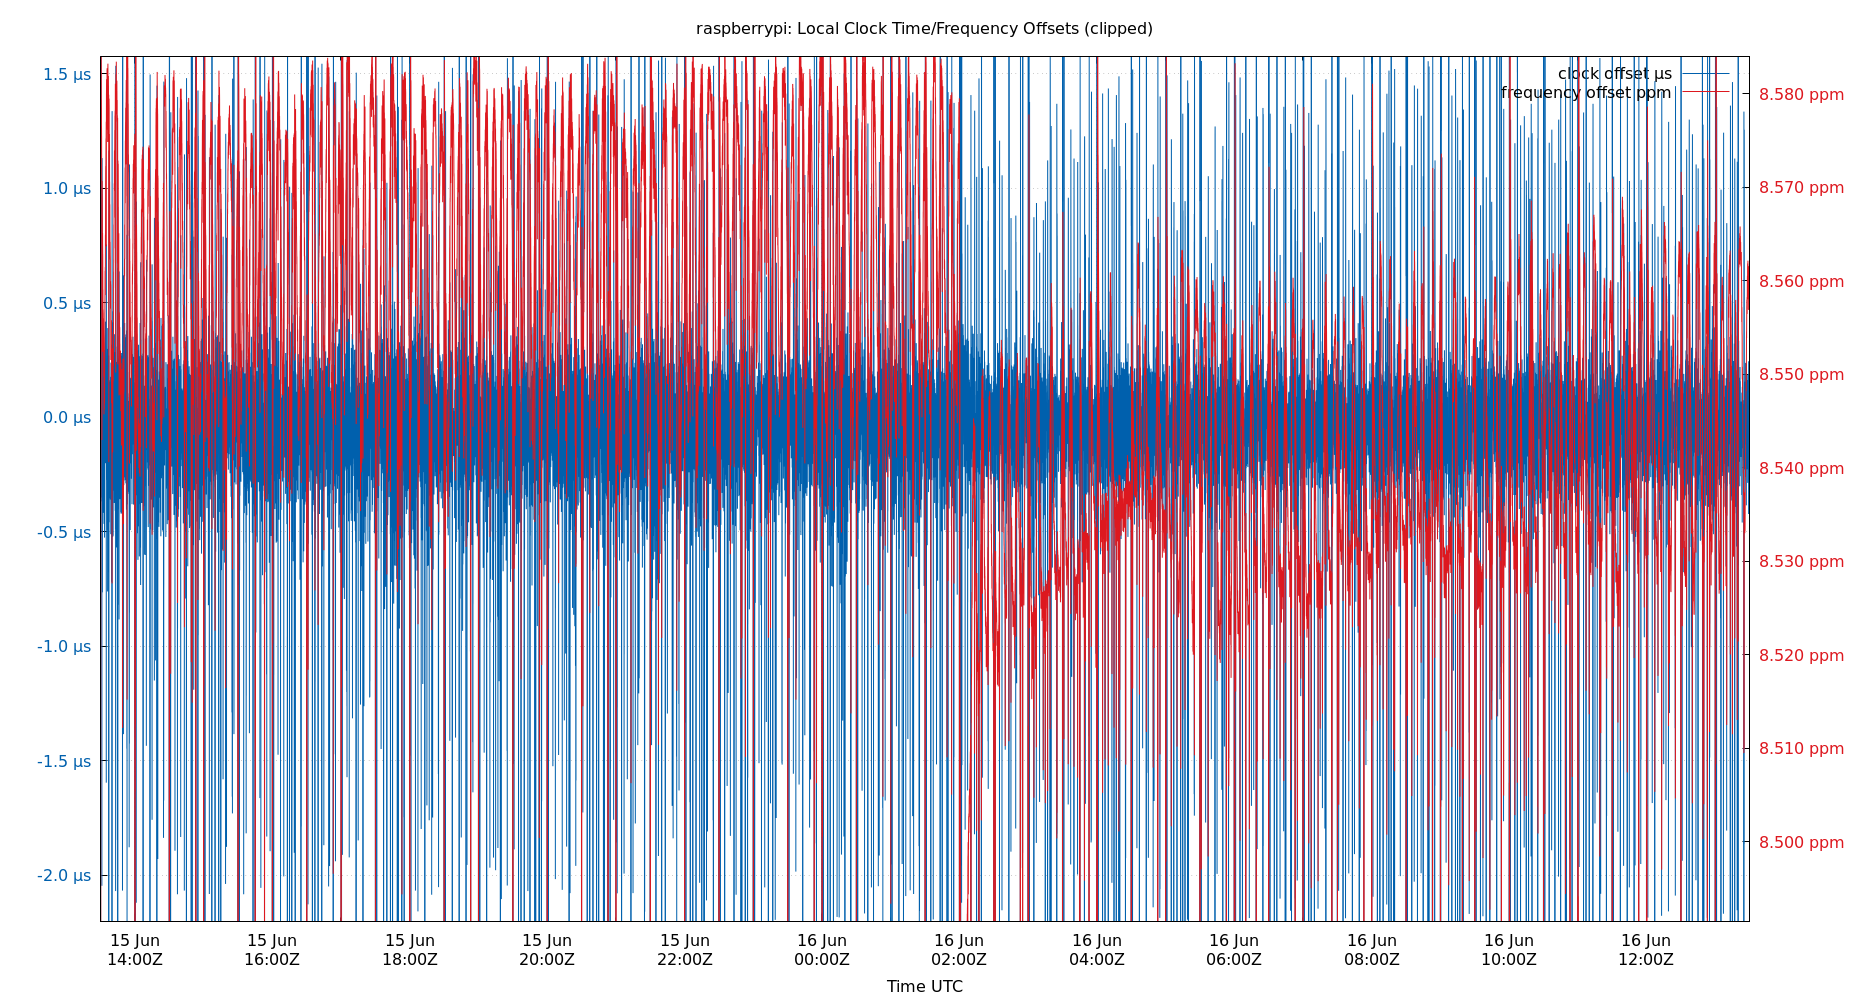 raspberrypi: Local Clock Time/Frequency Offsets (clipped)
clock offset µs
frequency offset ppm
1.5 µs
1.0 µs
0.5 µs
0.0 µs
-0.5 µs
-1.0 µs
-1.5 µs
-2.0 µs
8.580 ppm
8.570 ppm
8.560 ppm
8.550 ppm
8.540 ppm
8.530 ppm
8.520 ppm
8.510 ppm
8.500 ppm
15 Jun 15 Jun 15 Jun 15 Jun 15 Jun 16 Jun 16 Jun 16 Jun 16 Jun 16 Jun 16 Jun 16 Jun
14:00Z 16:00Z 18:00Z 20:00Z 22:00Z 00:00Z 02:00Z 04:00Z 06:00Z 08:00Z 10:00Z 12:00Z
Time UTC